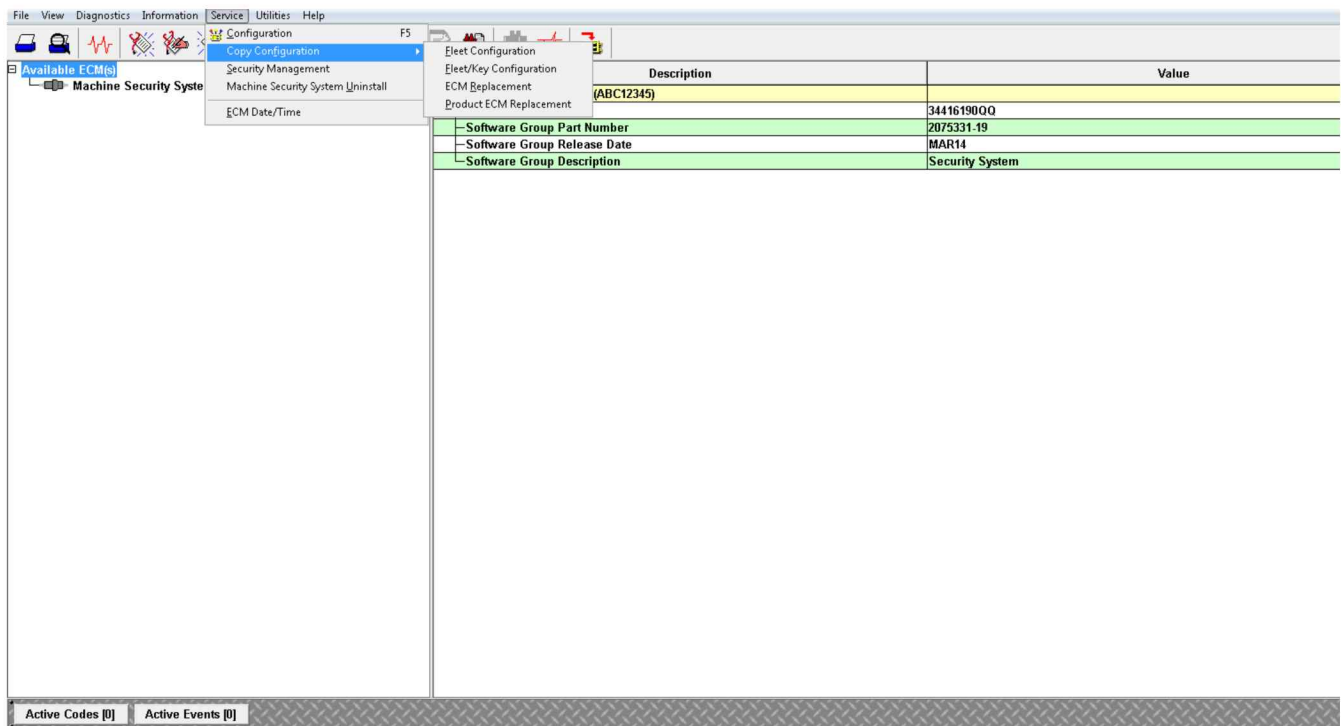 File View Diagnostics Information Service Utilities Help
Configuration F5
Copy Configuration
Security Management
Machine Security System Uninstall
ECM Date/Time
Fleet Configuration
Fleet/Key Configuration
ECM Replacement
Product ECM Replacement
Available ECM(s)
Machine Security Syste
Description Value
(ABC12345)
34416190QQ
Software Group Part Number 2075331-19
Software Group Release Date MAR14
Software Group Description Security System
Active Codes [0] Active Events [0]